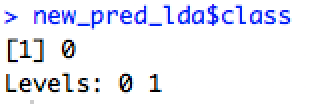 > new_pred_lda$class
[1] 0
Levels: 0 1